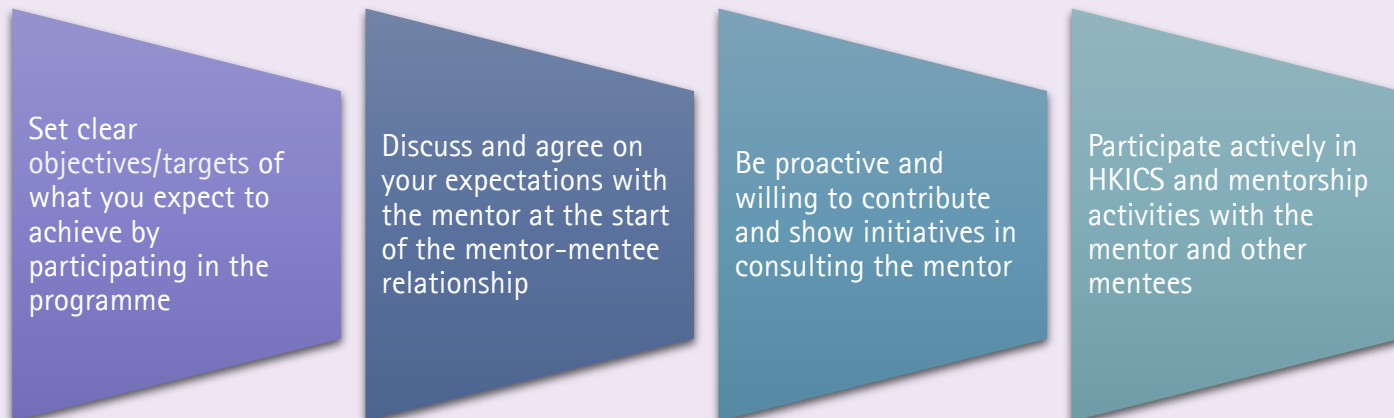 Set clear
objectives/targets of
what you expect to
achieve by
participating in the
programme
Discuss and agree on
your expectations with
the mentor at the start
of the mentor-mentee
relationship
Be proactive and
willing to contribute
and show initiatives in
consulting the mentor
Participate actively in
HKICS and mentorship
activities with the
mentor and other
mentees